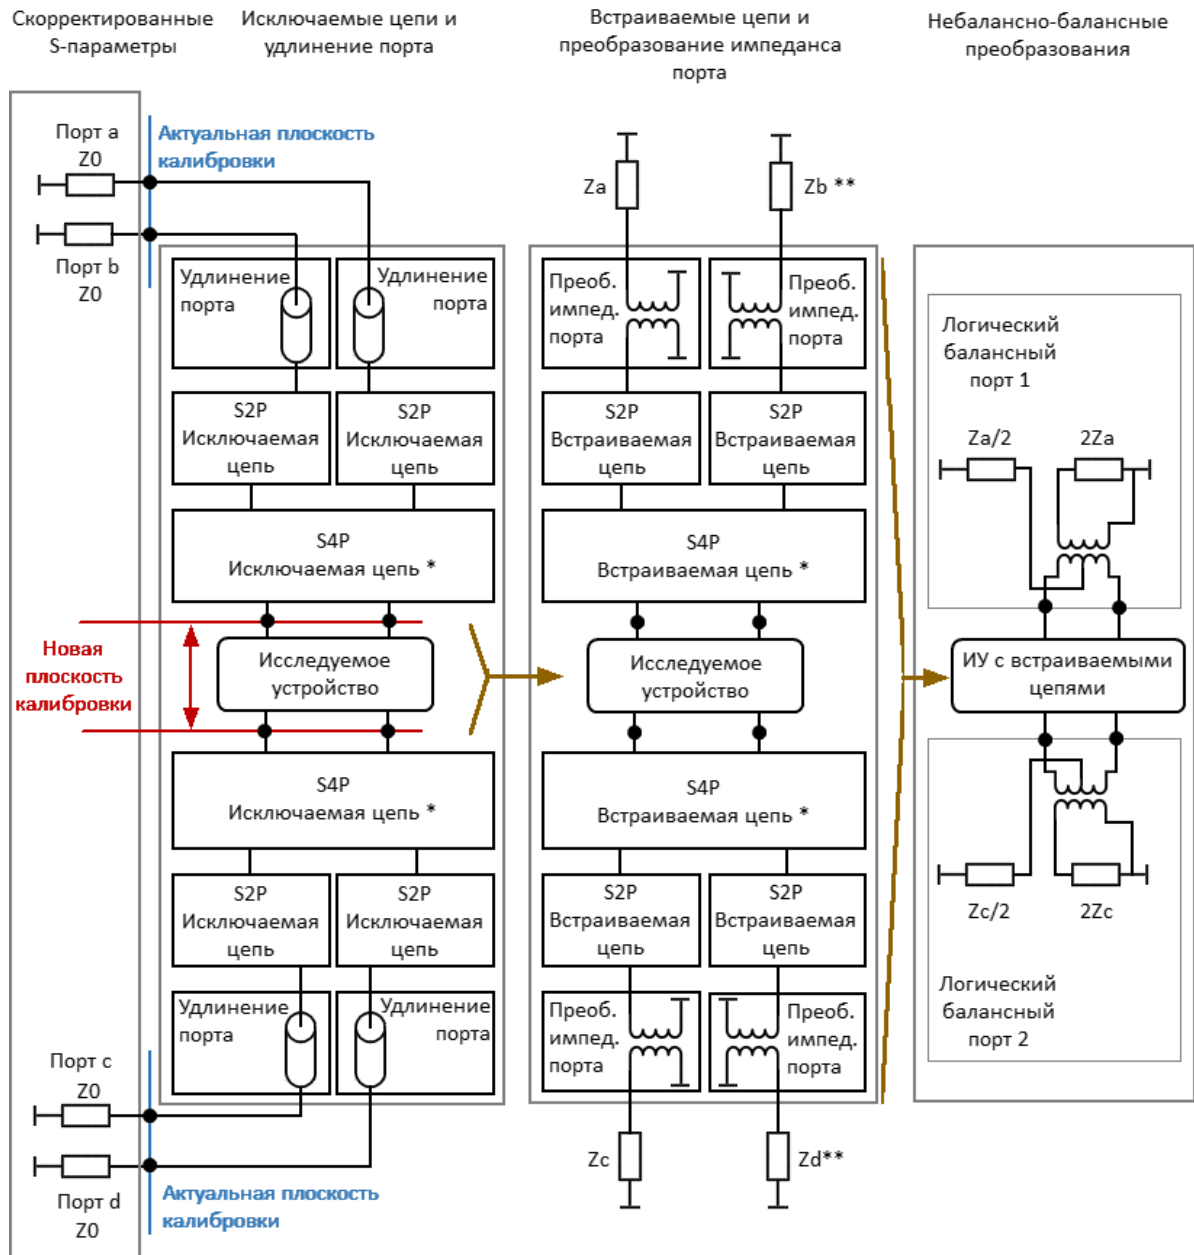 Скорректированные
S-параметры
Исключаемые цепи и
удлинение порта
Встраиваемые цепи и
преобразование импеданса
порта
Небалансно-балансные
преобразования
Порт a
Z0
Актуальная плоскость
калибровки
Порт b
Z0
Удлинение
порта
Удлинение
порта
S2P
Исключаемая
цепь
S2P
Исключаемая
цепь
S4P
Исключаемая цепь *
Новая
плоскость
калибровки
Исследуемое
устройство
S4P
Исключаемая цепь *
S2P
Исключаемая
цепь
S2P
Исключаемая
цепь
Удлинение
порта
Удлинение
порта
Порт c
Z0
Порт d
Z0
Актуальная плоскость
калибровки
Za
Zb **
Преоб.
импед.
порта
Преоб.
импед.
порта
S2P
Встраиваемая
цепь
S2P
Встраиваемая
цепь
S4P
Встраиваемая цепь *
Исследуемое
устройство
S4P
Встраиваемая цепь *
S2P
Встраиваемая
цепь
S2P
Встраиваемая
цепь
Преоб.
импед.
порта
Преоб.
импед.
порта
Zc
Zd**
Логический
балансный
порт 1
Za/2
2Za
ИУ с встраиваемыми
цепями
Zc/2
2Zc
Логический
балансный
порт 2